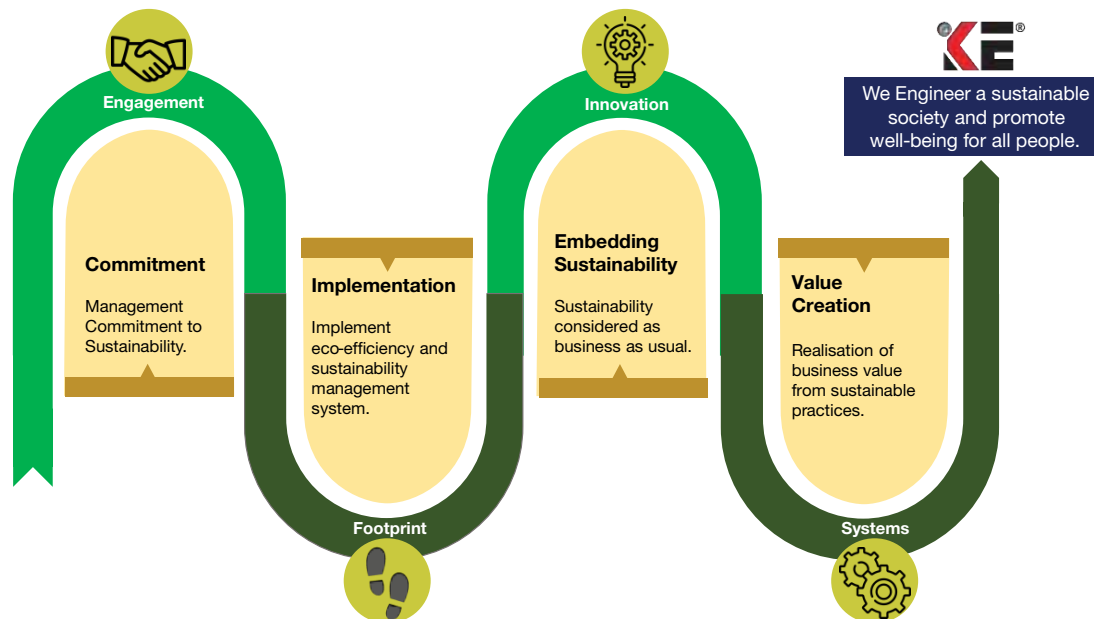 Engagement
Commitment
Management
Commitment to
Sustainability.
Implementation
Implement
eco-efficiency and
sustainability
management
system.
Footprint
Innovation
Embedding
Sustainability
Sustainability
considered as
business as usual.
Value
Creation
Realisation of
business value
from sustainable
practices.
Systems
KE®
We Engineer a sustainable
society and promote
well-being for all people.